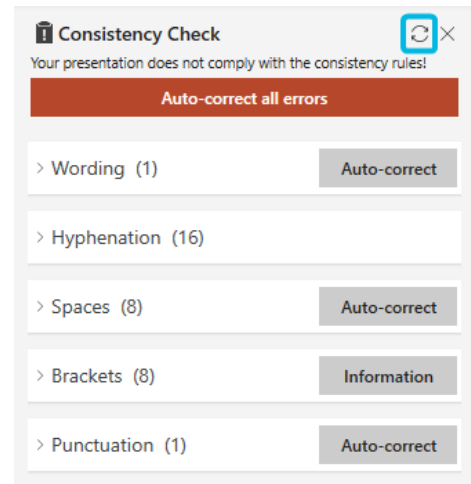 Consistency Check
Your presentation does not comply with the consistency rules!
Auto-correct all errors
Wording (1) Auto-correct
Hyphenation (16)
Spaces (8) Auto-correct
Brackets (8) Information
Punctuation (1) Auto-correct